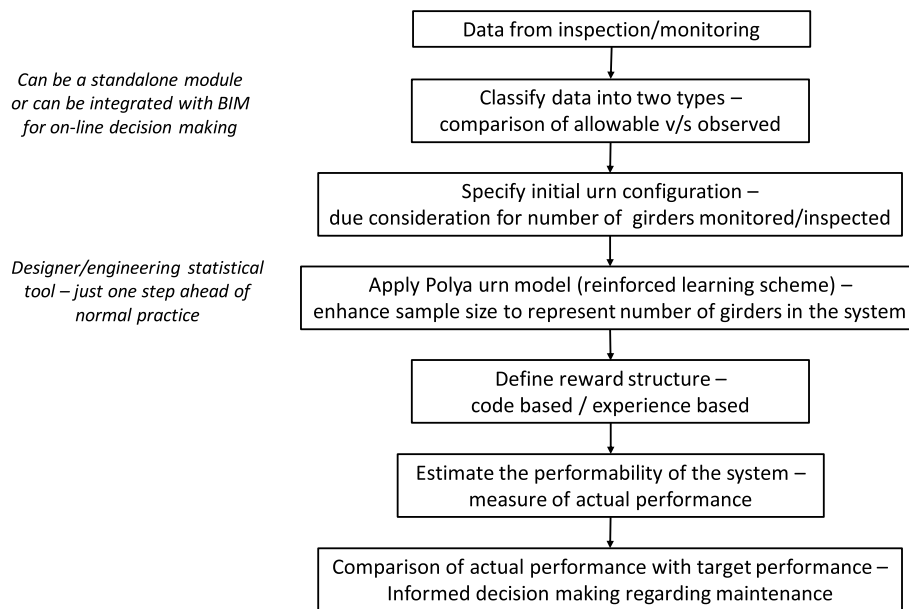 Data from inspection/monitoring
Can be a standalone module
or can be integrated with BIM
for on-line decision making
Classify data into two types –
comparison of allowable v/s observed
Specify initial urn configuration –
due consideration for number of girders monitored/inspected
Designer/engineering statistical
tool – just one step ahead of
normal practice
Apply Polya urn model (reinforced learning scheme) –
enhance sample size to represent number of girders in the system
Define reward structure –
code based / experience based
Estimate the performability of the system –
measure of actual performance
Comparison of actual performance with target performance –
Informed decision making regarding maintenance